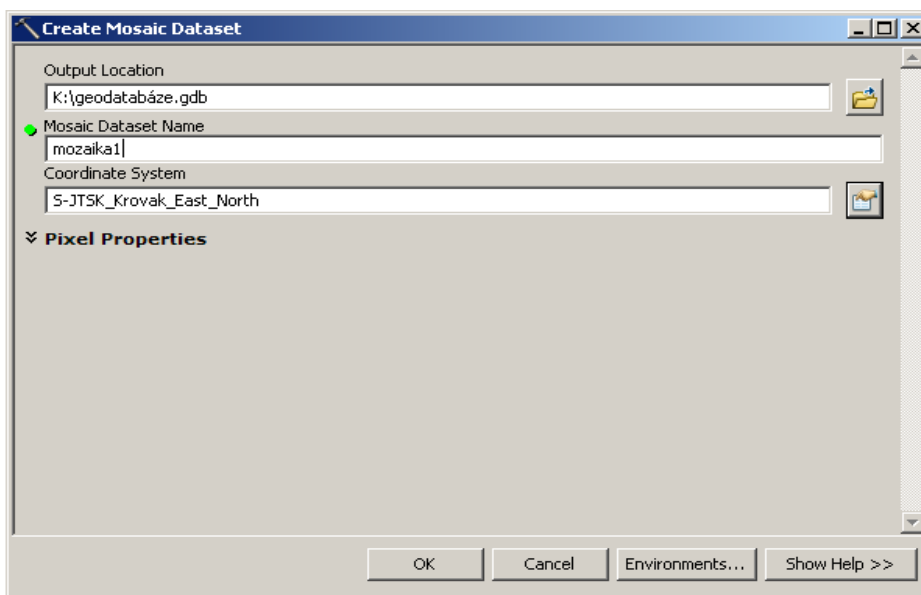 Create Mosaic Dataset
Output Location
K:\geodatabáze.gdb
Mosaic Dataset Name
mozaika1
Coordinate System
S-JTSK_Krovak_East_North
Pixel Properties
OK Cancel Environments... Show Help >>